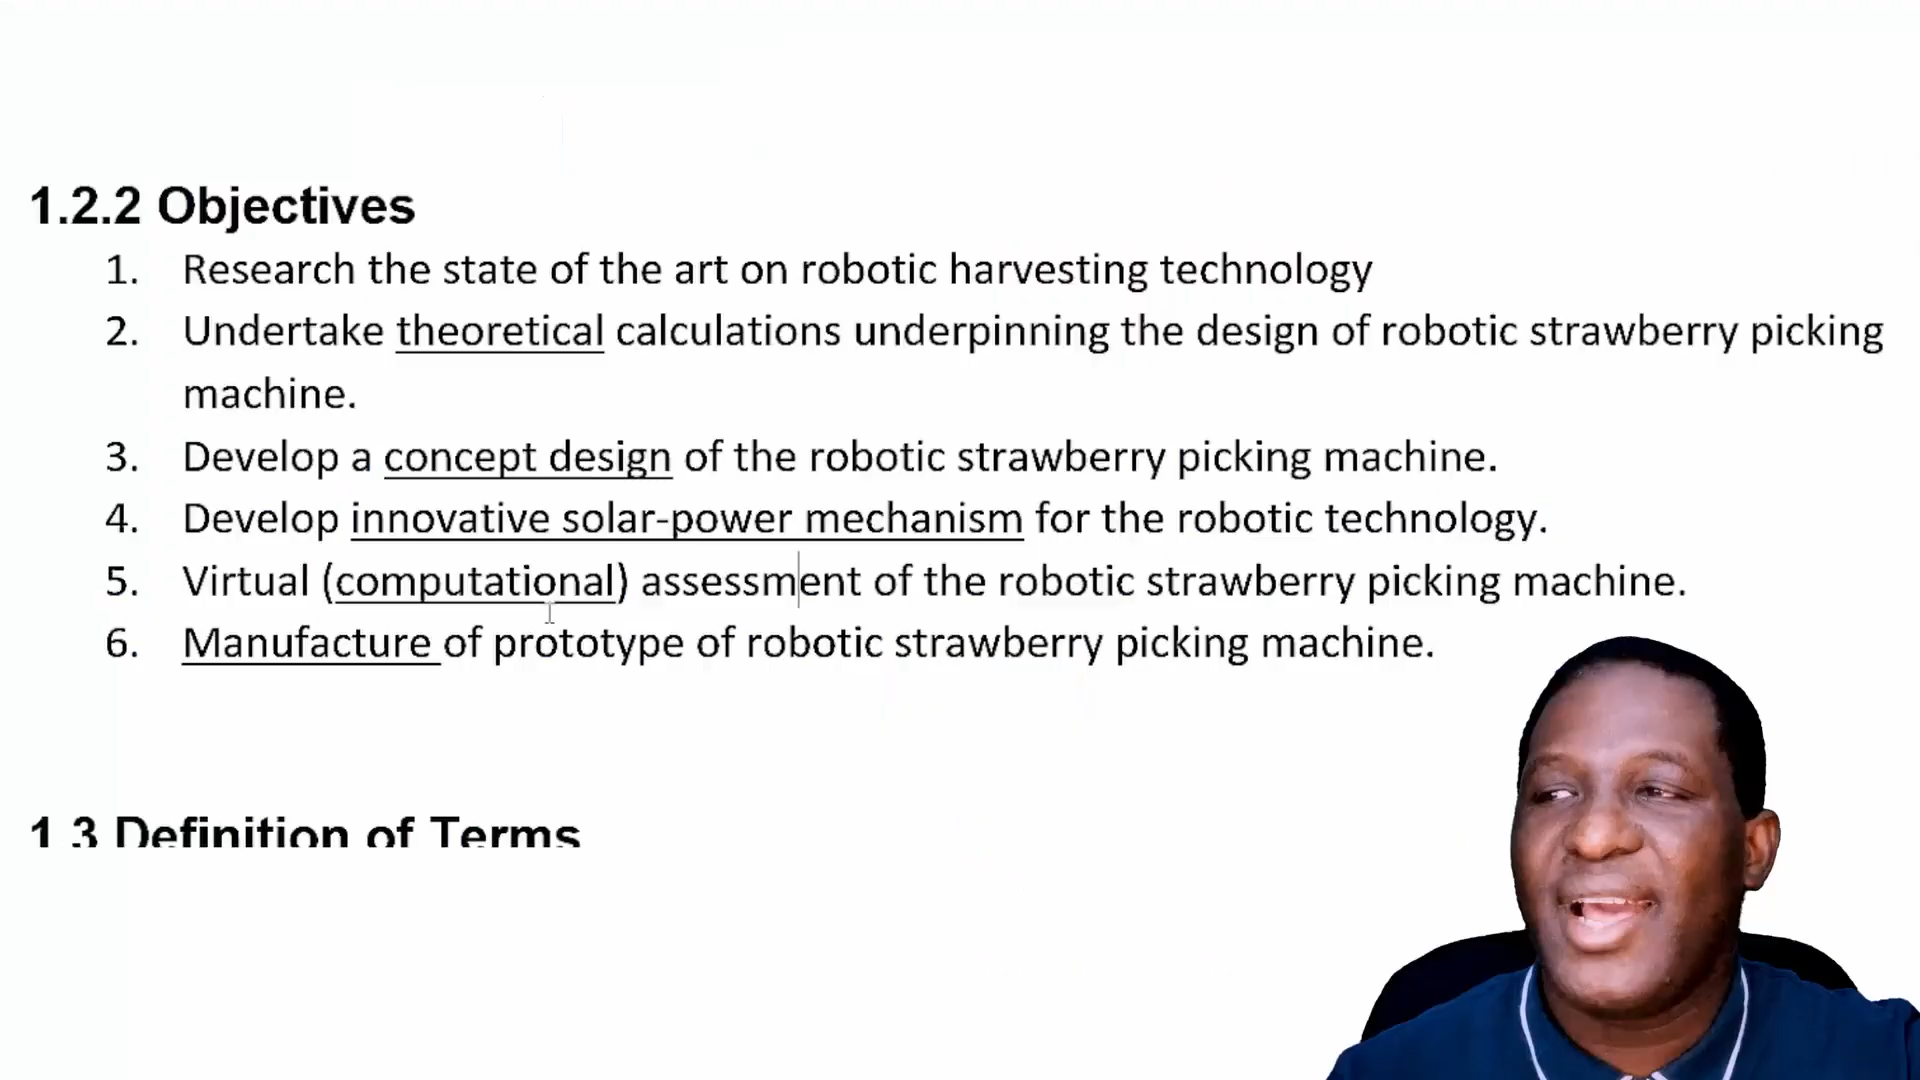 1.2.2 Objectives
1. Research the state of the art on robotic harvesting technology
2. Undertake theoretical calculations underpinning the design of robotic strawberry picking
machine.
3. Develop a concept design of the robotic strawberry picking machine.
4. Develop innovative solar-power mechanism for the robotic technology.
5. Virtual (computational) assessment of the robotic strawberry picking machine.
6. Manufacture of prototype of robotic strawberry picking machine.
1.3 Definition of Terms